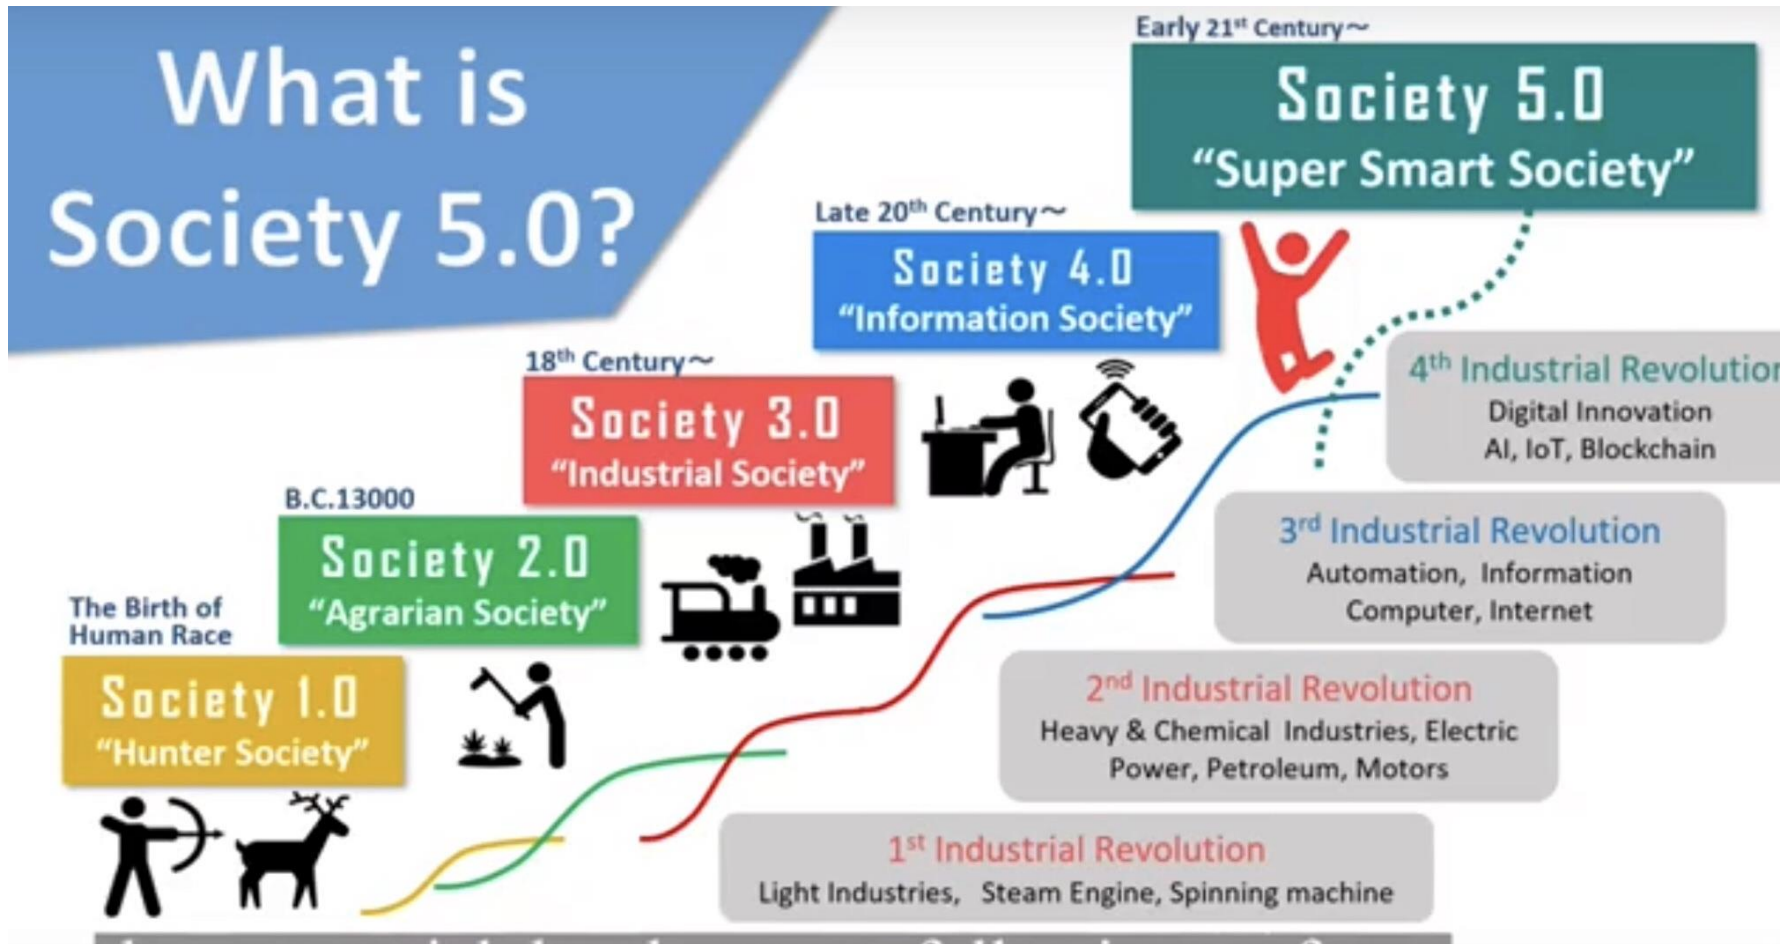 What is
Society 5.0?
Early 21st Century～
Society 5.0
“Super Smart Society”
Late 20th Century～
Society 4.0
“Information Society”
18th Century～
Society 3.0
“Industrial Society”
B.C.13000
Society 2.0
“Agrarian Society”
The Birth of
Human Race
Society 1.0
“Hunter Society”
4th Industrial Revolution
Digital Innovation
AI, IoT, Blockchain
3rd Industrial Revolution
Automation, Information
Computer, Internet
2nd Industrial Revolution
Heavy & Chemical Industries, Electric
Power, Petroleum, Motors
1st Industrial Revolution
Light Industries, Steam Engine, Spinning machine